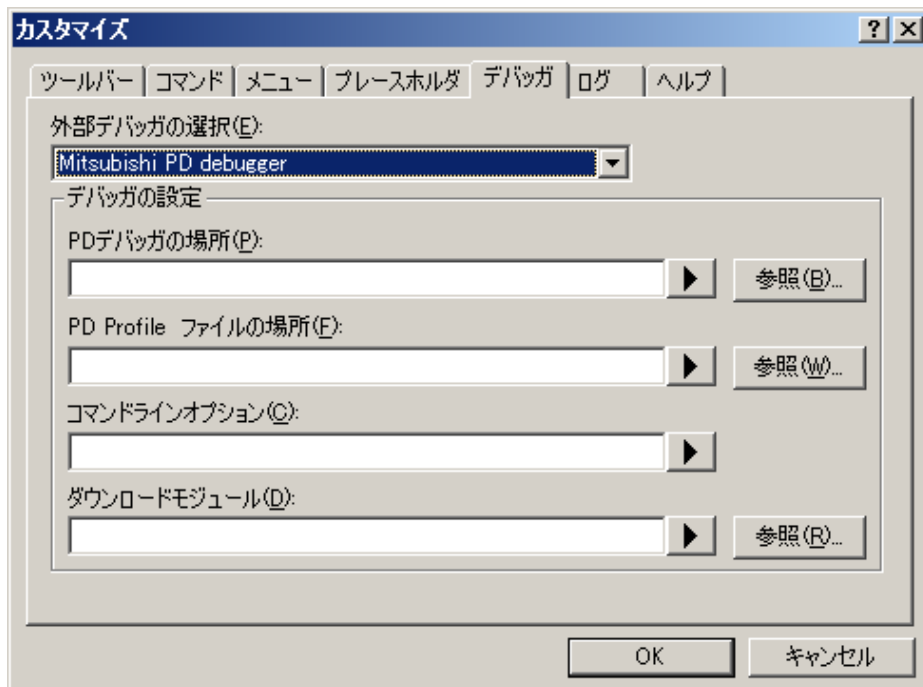 カスタマイズ
ツールバー コマンド メニュー プレースホルダ デバッガ ログ ヘルプ
外部デバッガの選択(E):
Mitsubishi PD debugger
デバッガの設定
PDデバッガの場所(P):
参照(B)...
PD Profile ファイルの場所(F):
参照(W)...
コマンドラインオプション(C):
ダウンロードモジュール(D):
参照(R)...
OK キャンセル